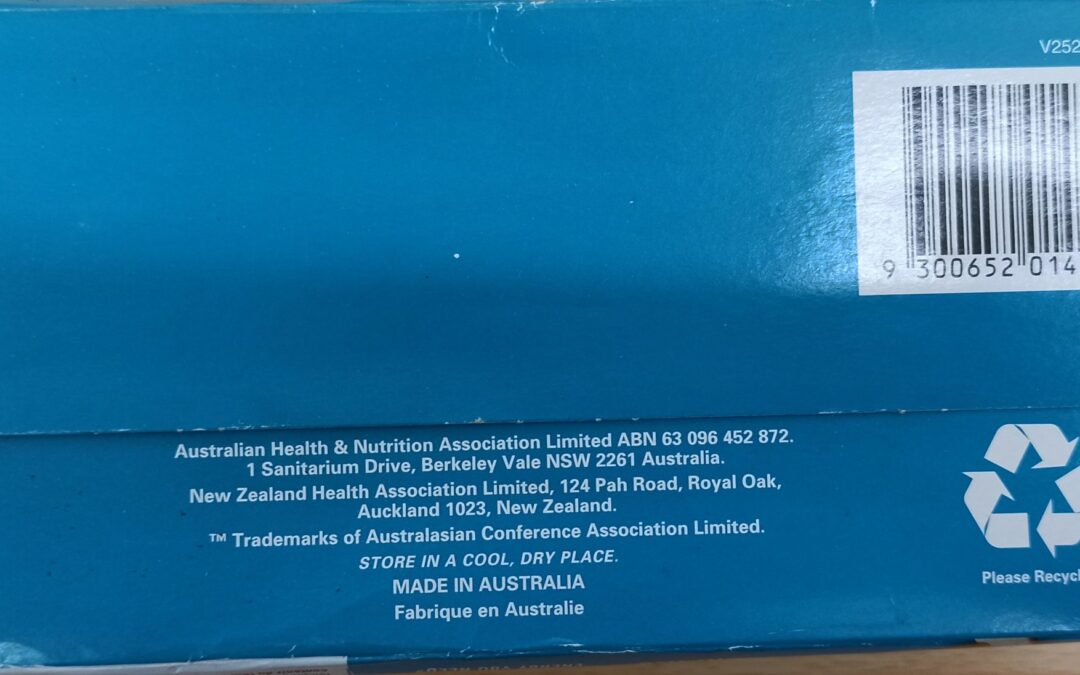 V252
9 300652 014
Australian Health & Nutrition Association Limited ABN 63 096 452 872.
1 Sanitarium Drive, Berkeley Vale NSW 2261 Australia.
New Zealand Health Association Limited, 124 Pah Road, Royal Oak,
Auckland 1023, New Zealand.
™ Trademarks of Australasian Conference Association Limited.
STORE IN A COOL, DRY PLACE.
MADE IN AUSTRALIA
Fabrique en Australie
Please Recycl